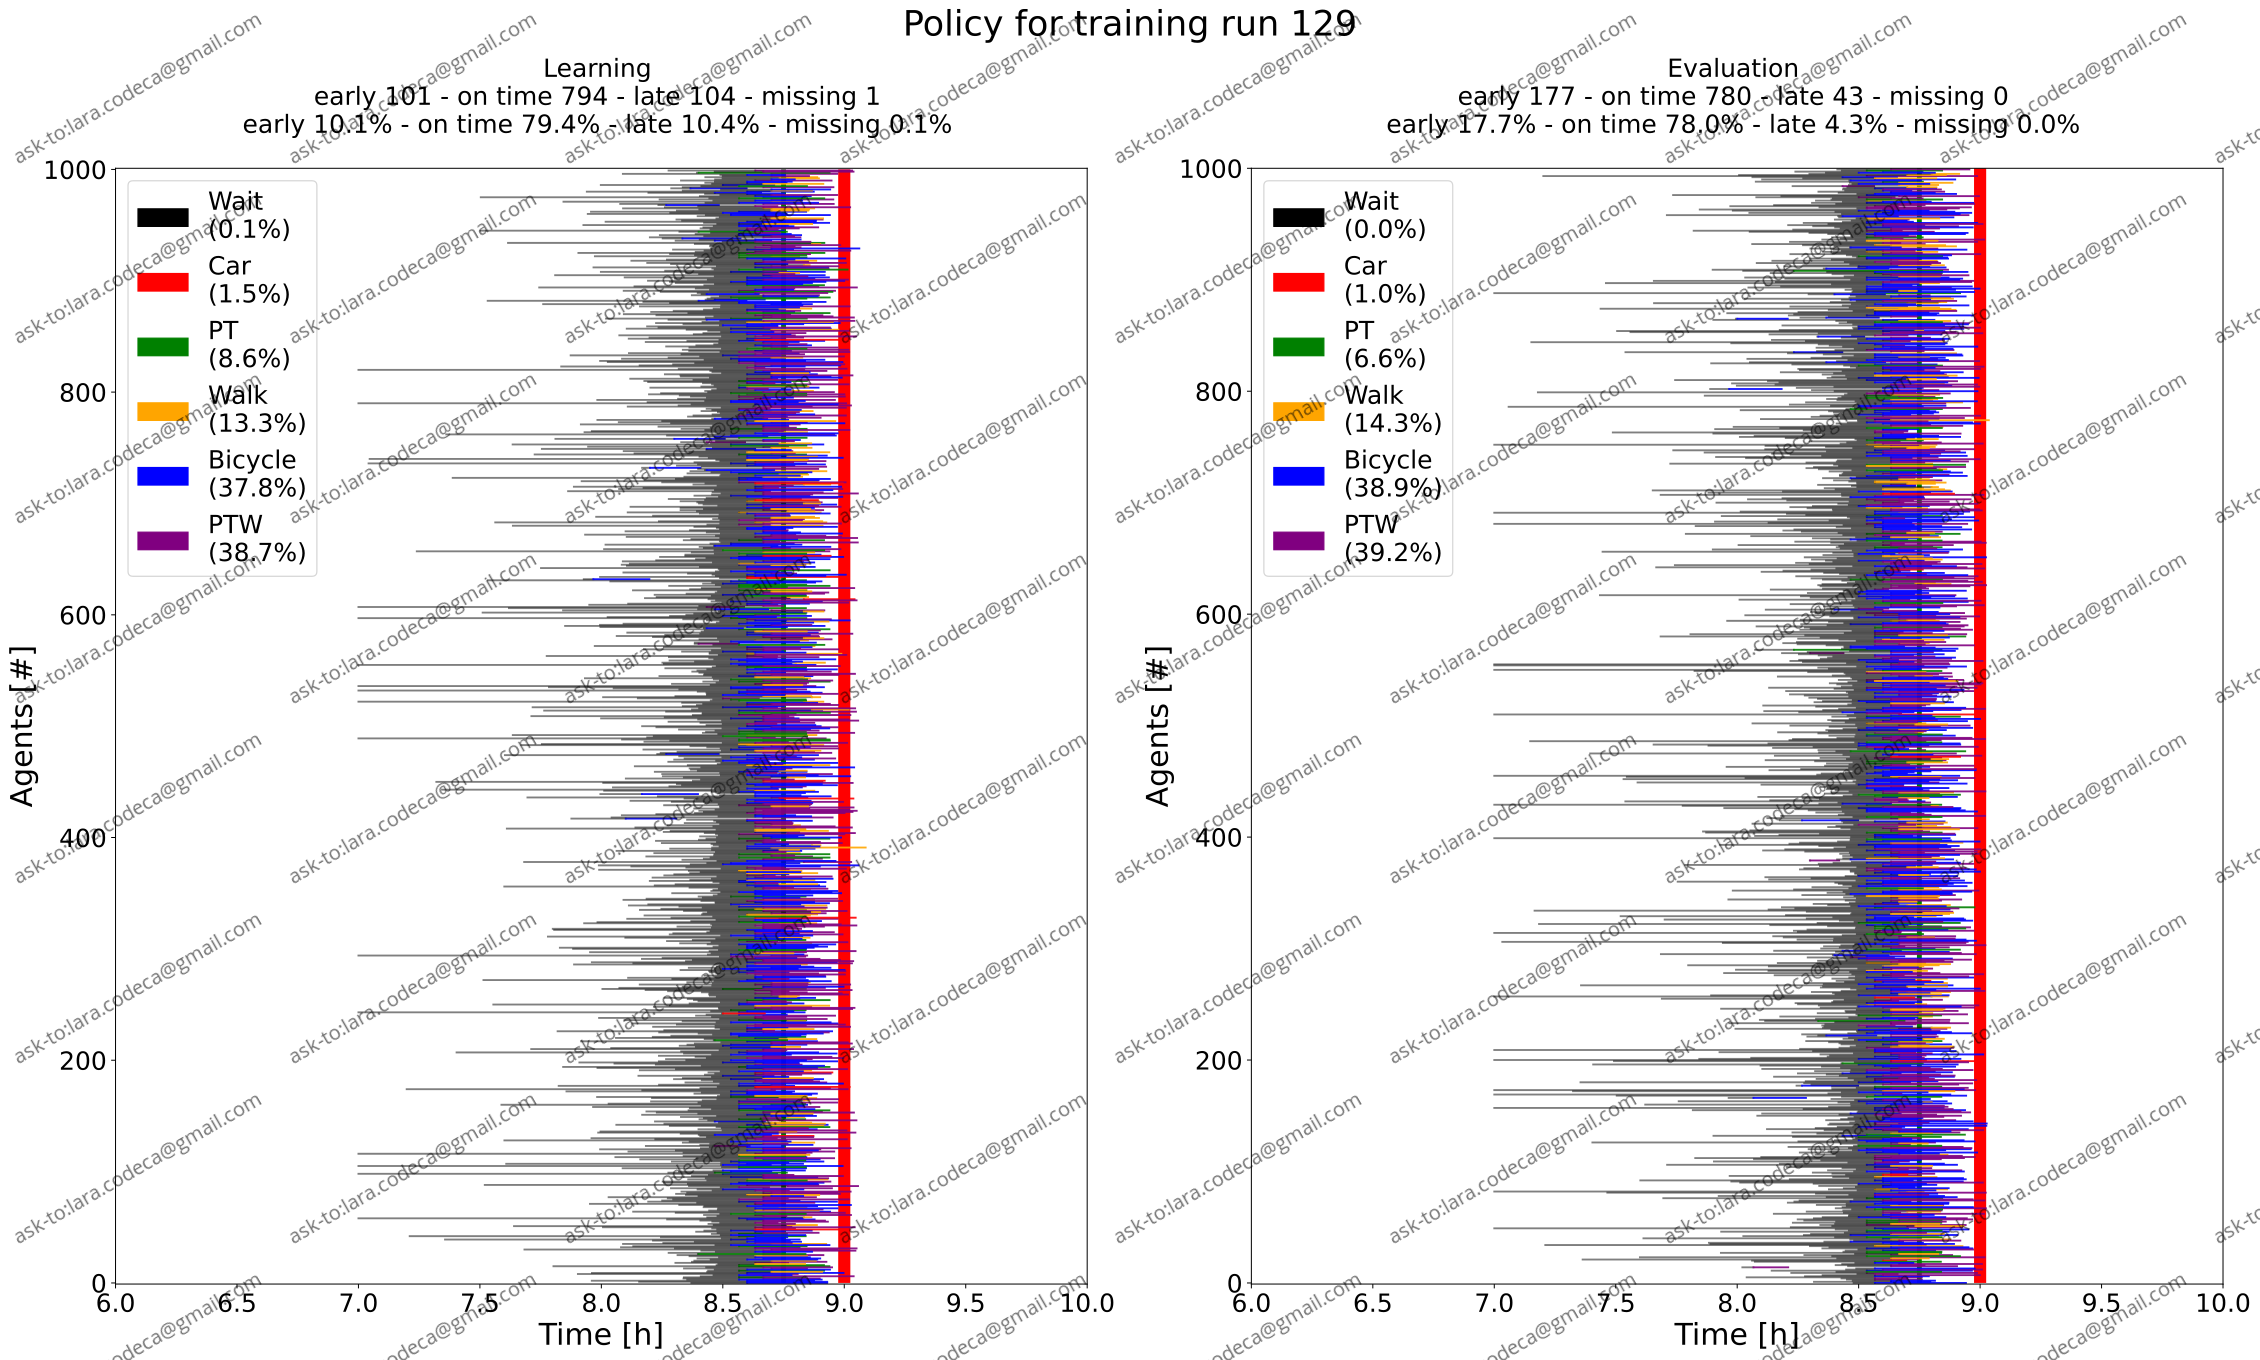 Policy for training run 129
Learning
early 101 - on time 794 - late 104 - missing 1
early 10.1% - on time 79.4% - late 10.4% - missing 0.1%
Agents [#]
1000
800
600
400
200
0
Wait
(0.1%)
Car
(1.5%)
PT
(8.6%)
Walk
(13.3%)
Bicycle
(37.8%)
PTW
(38.7%)
6.0 6.5 7.0 7.5 8.0 8.5 9.0 9.5 10.0
Time [h]
Evaluation
early 177 - on time 780 - late 43 - missing 0
early 17.7% - on time 78.0% - late 4.3% - missing 0.0%
Agents [#]
1000
800
600
400
200
0
Wait
(0.0%)
Car
(1.0%)
PT
(6.6%)
Walk
(14.3%)
Bicycle
(38.9%)
PTW
(39.2%)
6.0 6.5 7.0 7.5 8.0 8.5 9.0 9.5 10.0
Time [h]
ask-to:lara.codeca@gmail.com